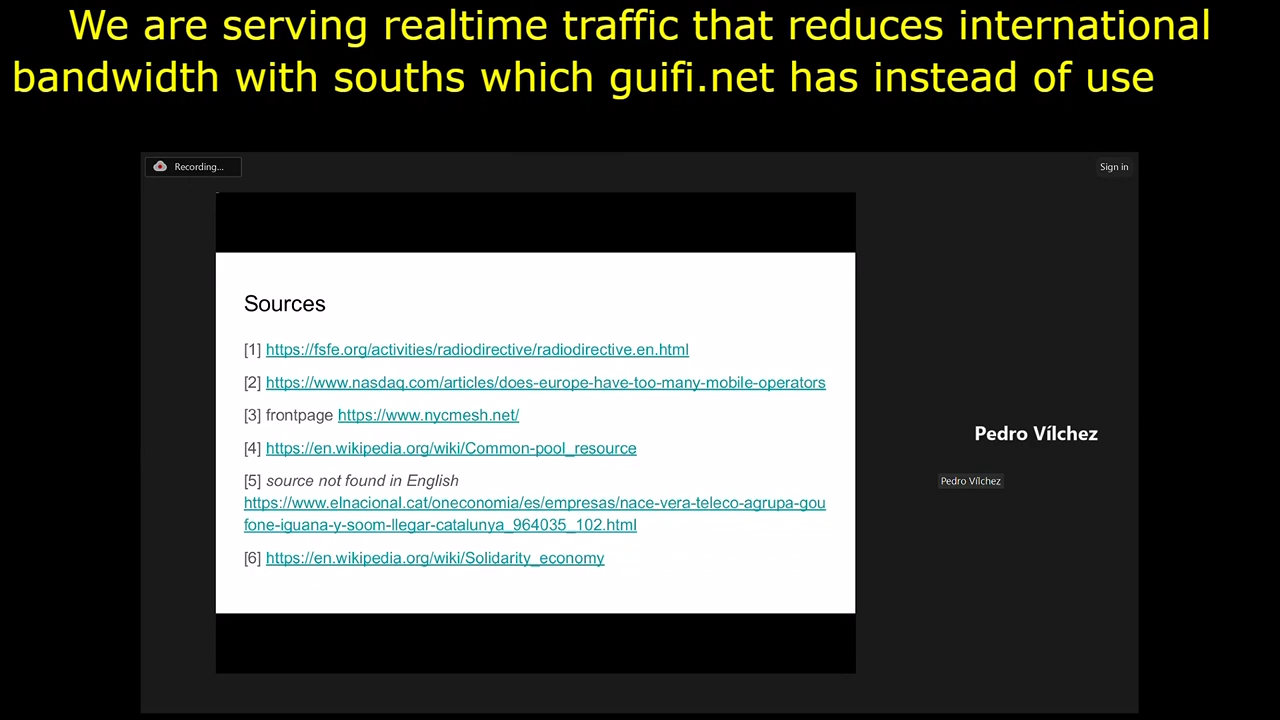 We are serving realtime traffic that reduces international
bandwidth with souths which guifi.net has instead of use
Recording...
Sign in
Sources
[1] https://fsfe.org/activities/radiodirective/radiodirective.en.html
[2] https://www.nasdaq.com/articles/does-europe-have-too-many-mobile-operators
[3] frontpage https://www.nycmesh.net/
[4] https://en.wikipedia.org/wiki/Common-pool_resource
[5] source not found in English
https://www.elnacional.cat/oneconomia/es/empresas/nace-vera-teleco-agrupa-gou
fone-iguana-y-soom-llegar-catalunya_964035_102.html
[6] https://en.wikipedia.org/wiki/Solidarity_economy
Pedro Vílchez
Pedro Vílchez